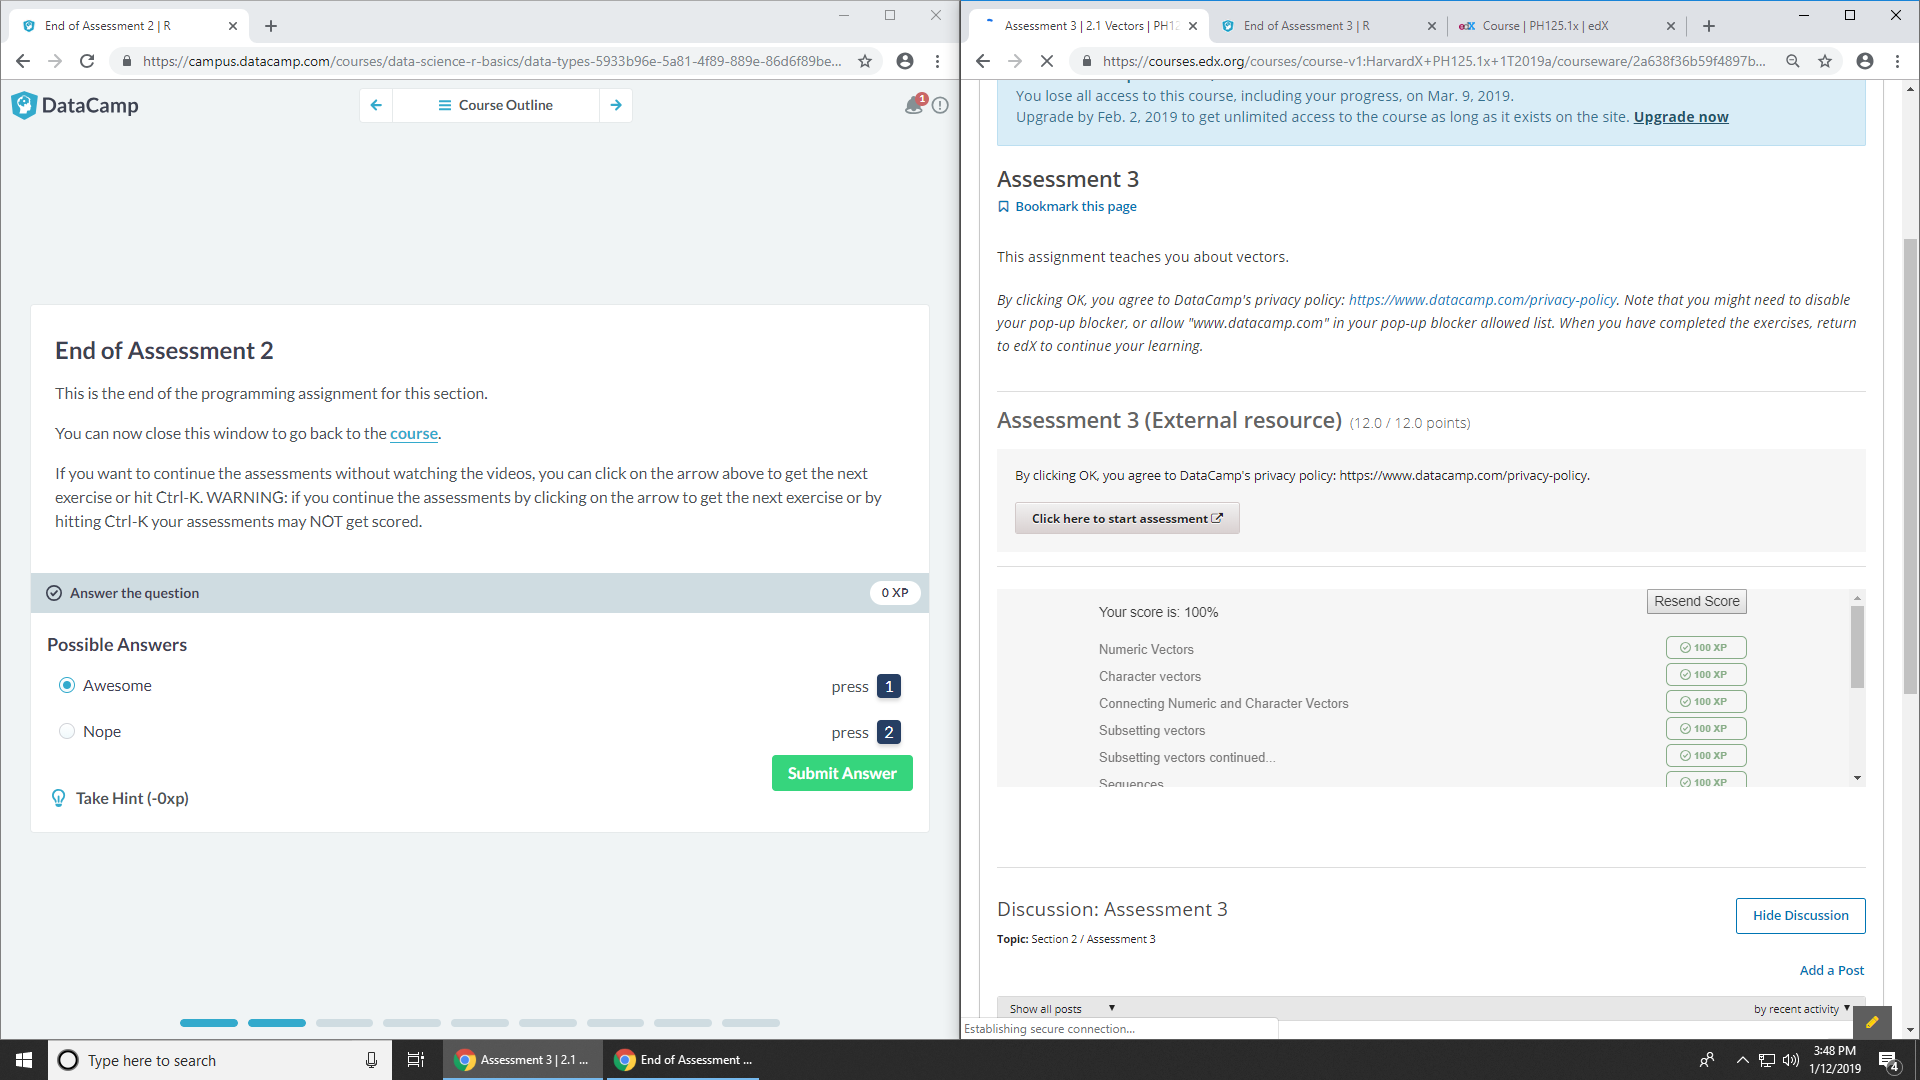 End of Assessment 2 | R
https://campus.datacamp.com/courses/data-science-r-basics/data-types-5933b96e-5a81-4f89-889e-86d6f89be...
DataCamp
Course Outline
1
End of Assessment 2
This is the end of the programming assignment for this section.
You can now close this window to go back to the course.
If you want to continue the assessments without watching the videos, you can click on the arrow above to get the next
exercise or hit Ctrl-K. WARNING: if you continue the assessments by clicking on the arrow to get the next exercise or by
hitting Ctrl-K your assessments may NOT get scored.
Answer the question
0 XP
Possible Answers
Awesome
press 1
Nope
press 2
Submit Answer
Take Hint (-0xp)
Assessment 3 | 2.1 Vectors | PH12
End of Assessment 3 | R
edX
Course | PH125.1x | edX
https://courses.edx.org/courses/course-v1:HarvardX+PH125.1x+1T2019a/courseware/2a638f36b59f4897b...
You lose all access to this course, including your progress, on Mar. 9, 2019.
Upgrade by Feb. 2, 2019 to get unlimited access to the course as long as it exists on the site. Upgrade now
Assessment 3
Bookmark this page
This assignment teaches you about vectors.
By clicking OK, you agree to DataCamp's privacy policy: https://www.datacamp.com/privacy-policy. Note that you might need to disable
your pop-up blocker, or allow "www.datacamp.com" in your pop-up blocker allowed list. When you have completed the exercises, return
to edX to continue your learning.
Assessment 3 (External resource) (12.0 / 12.0 points)
By clicking OK, you agree to DataCamp's privacy policy: https://www.datacamp.com/privacy-policy.
Click here to start assessment
Your score is: 100%
Resend Score
Numeric Vectors
100 XP
Character vectors
100 XP
Connecting Numeric and Character Vectors
100 XP
Subsetting vectors
100 XP
Subsetting vectors continued...
100 XP
Sequences
100 XP
Discussion: Assessment 3
Hide Discussion
Topic: Section 2 / Assessment 3
Add a Post
Show all posts
by recent activity
Establishing secure connection...
Type here to search
Assessment 3 | 2.1 ...
End of Assessment ...
3:48 PM
1/12/2019
4